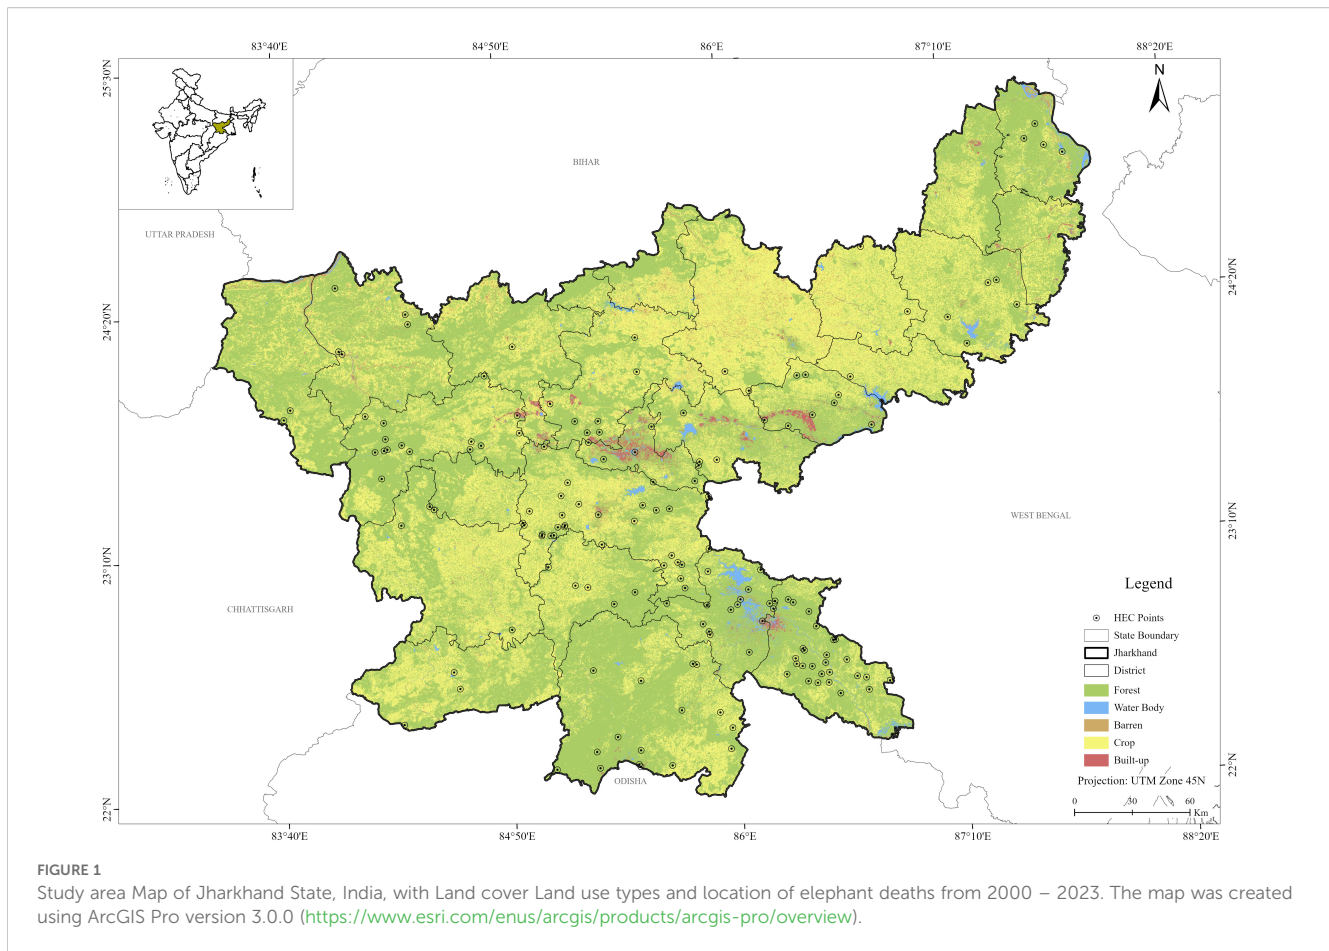 83°40'E 84°50'E 86°E 87°10'E 88°20'E
25°30'N
N
BIHAR
UTTAR PRADESH
24°20'N
24°20'N
WEST BENGAL
23°10'N
23°10'N
CHHATTISGARH
ODISHA
22°N
22°N
Legend
HEC Points
State Boundary
Jharkhand
District
Forest
Water Body
Barren
Crop
Built-up
Projection: UTM Zone 45N
0 30 60
Km
83°40'E 84°50'E 86°E 87°10'E 88°20'E
FIGURE 1
Study area Map of Jharkhand State, India, with Land cover Land use types and location of elephant deaths from 2000 – 2023. The map was created
using ArcGIS Pro version 3.0.0 (https://www.esri.com/enus/arcgis/products/arcgis-pro/overview).